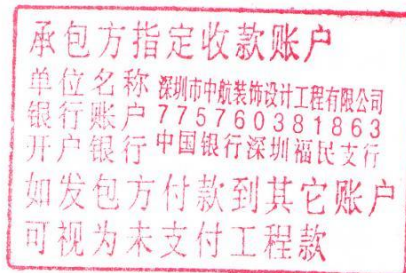 承包方指定收款账户
单位名称 深圳市中航装饰设计工程有限公司
银行账户 775760381863
开户银行 中国银行深圳福民支行
如发包方付款到其它账户
可视为未支付工程款